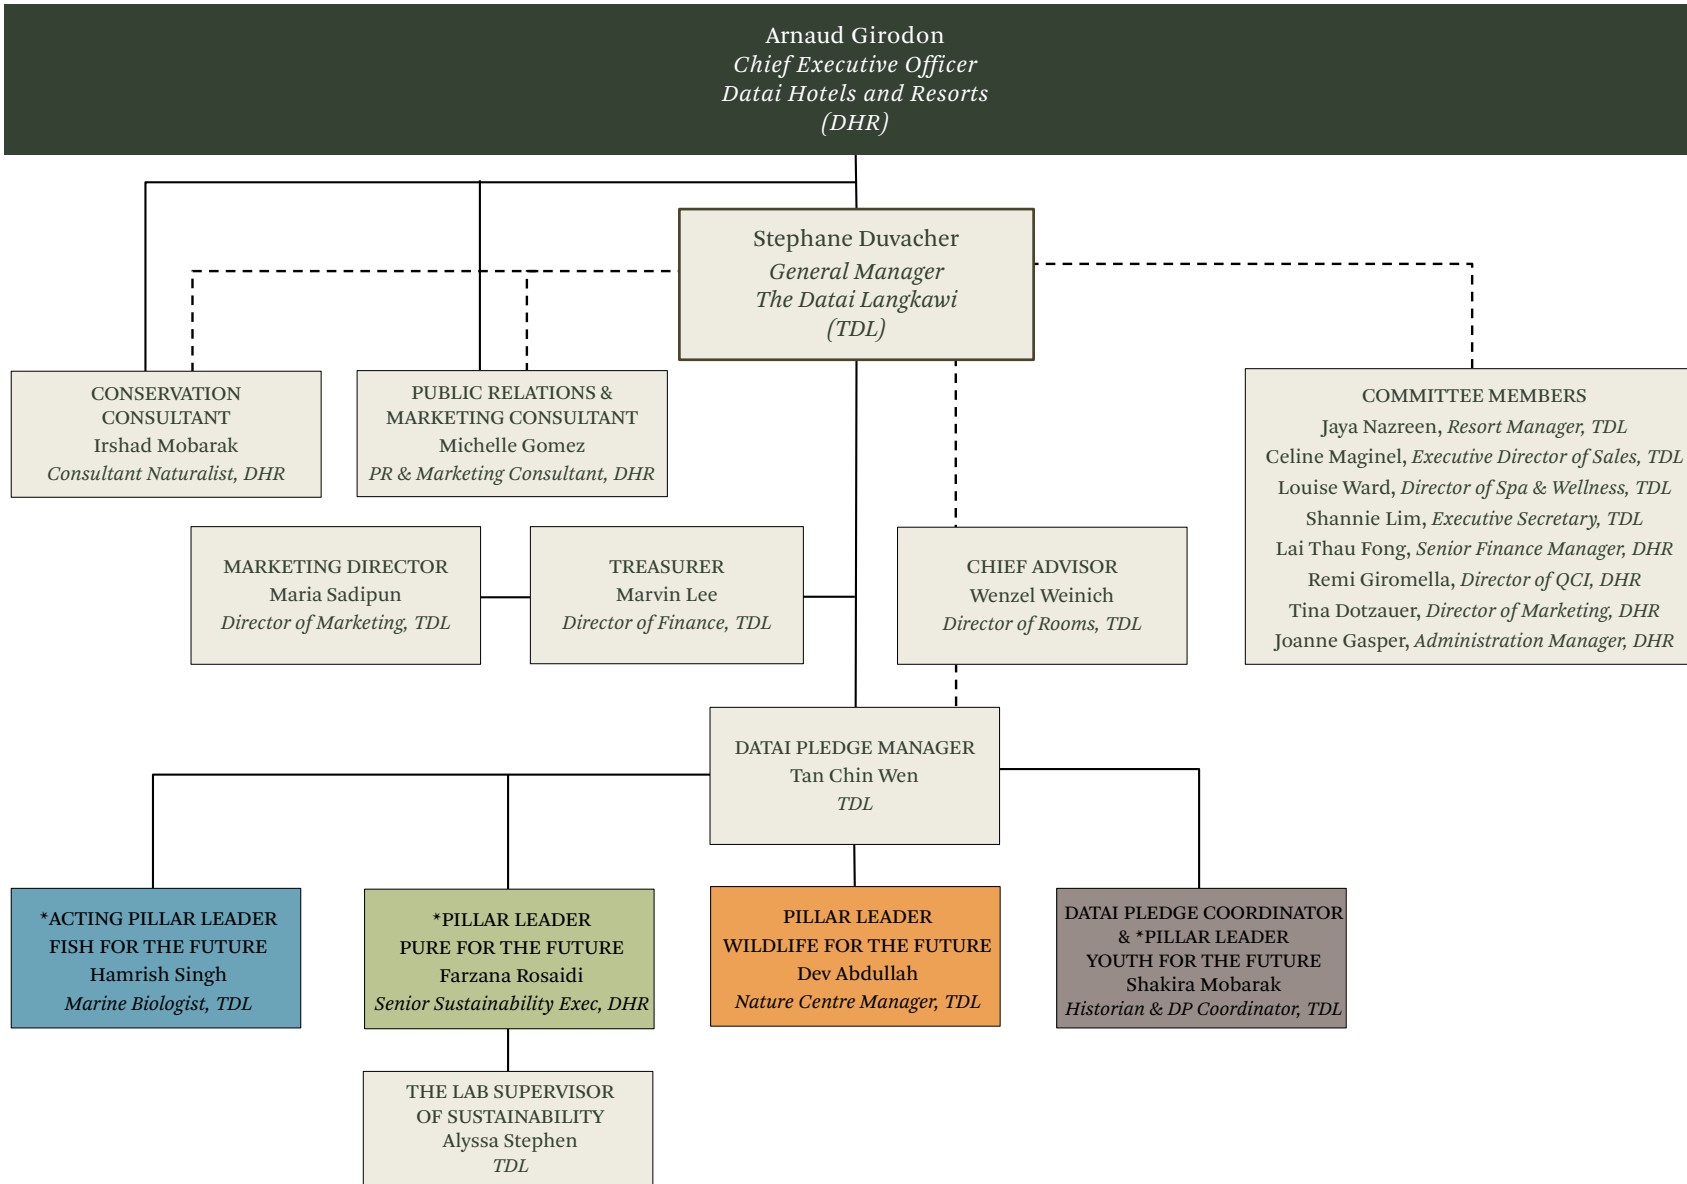 Arnaud Girodon
Chief Executive Officer
Datai Hotels and Resorts
(DHR)
Stephane Duvacher
General Manager
The Datai Langkawi
(TDL)
CONSERVATION
CONSULTANT
Irshad Mobarak
Consultant Naturalist, DHR
PUBLIC RELATIONS &
MARKETING CONSULTANT
Michelle Gomez
PR & Marketing Consultant, DHR
COMMITTEE MEMBERS
Jaya Nazreen, Resort Manager, TDL
Celine Maginel, Executive Director of Sales, TDL
Louise Ward, Director of Spa & Wellness, TDL
Shannie Lim, Executive Secretary, TDL
Lai Thau Fong, Senior Finance Manager, DHR
Remi Giromella, Director of QCI, DHR
Tina Dotzauer, Director of Marketing, DHR
Joanne Gasper, Administration Manager, DHR
MARKETING DIRECTOR
Maria Sadipun
Director of Marketing, TDL
TREASURER
Marvin Lee
Director of Finance, TDL
CHIEF ADVISOR
Wenzel Weinich
Director of Rooms, TDL
DATAI PLEDGE MANAGER
Tan Chin Wen
TDL
*ACTING PILLAR LEADER
FISH FOR THE FUTURE
Hamrish Singh
Marine Biologist, TDL
*PILLAR LEADER
PURE FOR THE FUTURE
Farzana Rosaidi
Senior Sustainability Exec, DHR
PILLAR LEADER
WILDLIFE FOR THE FUTURE
Dev Abdullah
Nature Centre Manager, TDL
DATAI PLEDGE COORDINATOR
& *PILLAR LEADER
YOUTH FOR THE FUTURE
Shakira Mobarak
Historian & DP Coordinator, TDL
THE LAB SUPERVISOR
OF SUSTAINABILITY
Alyssa Stephen
TDL